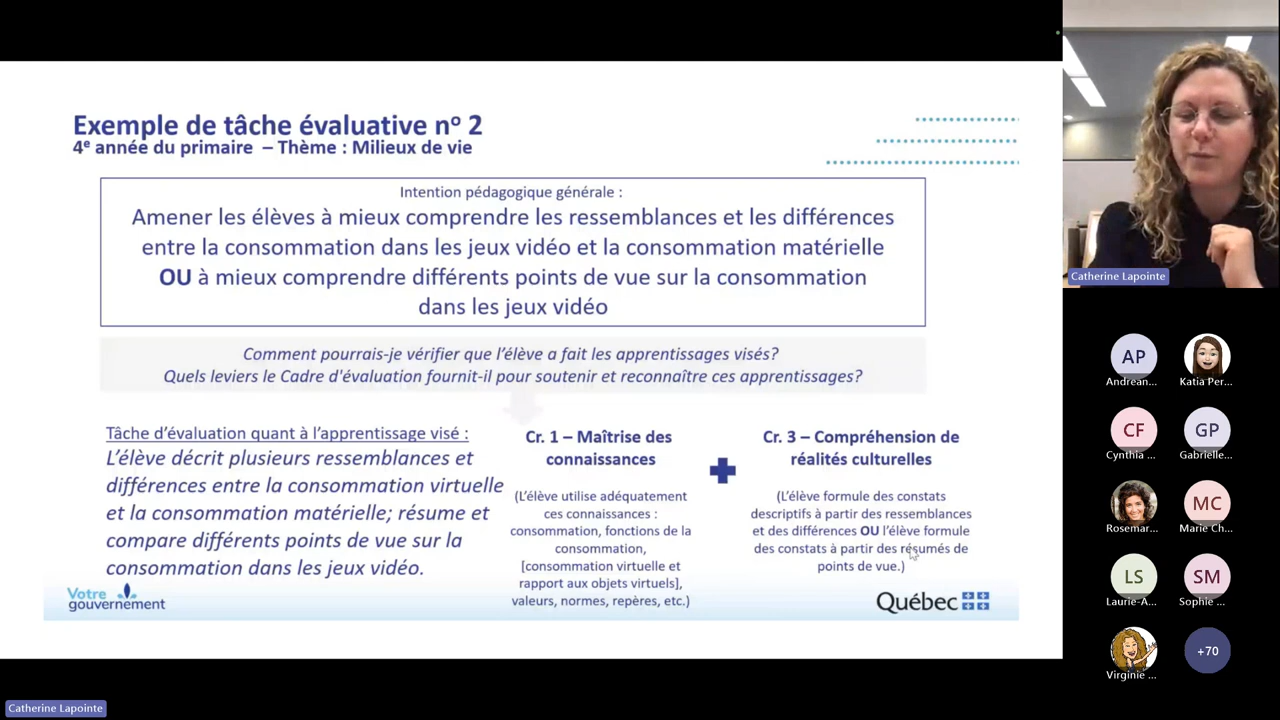 Exemple de tâche évaluative nᵒ 2
4ᵉ année du primaire – Thème : Milieux de vie
Intention pédagogique générale :
Amener les élèves à mieux comprendre les ressemblances et les différences
entre la consommation dans les jeux vidéo et la consommation matérielle
OU à mieux comprendre différents points de vue sur la consommation
dans les jeux vidéo
Comment pourrais-je vérifier que l'élève a fait les apprentissages visés?
Quels leviers le Cadre d'évaluation fournit-il pour soutenir et reconnaître ces apprentissages?
Tâche d'évaluation quant à l'apprentissage visé :
L'élève décrit plusieurs ressemblances et
différences entre la consommation virtuelle
et la consommation matérielle; résume et
compare différents points de vue sur la
consommation dans les jeux vidéo.
Cr. 1 – Maîtrise des
connaissances
(L'élève utilise adéquatement
ces connaissances :
consommation, fonctions de la
consommation,
[consommation virtuelle et
rapport aux objets virtuels],
valeurs, normes, repères, etc.)
Cr. 3 – Compréhension de
réalités culturelles
(L'élève formule des constats
descriptifs à partir des ressemblances
et des différences OU l'élève formule
des constats à partir des résumés de
points de vue.)
Votre
gouvernement
Québec
Catherine Lapointe
AP
Andrean...
Katia Per...
CF
Cynthia ...
GP
Gabrielle...
Rosemar...
MC
Marie Ch...
LS
Laurie-A...
SM
Sophie ...
Virginie ...
+70
Catherine Lapointe